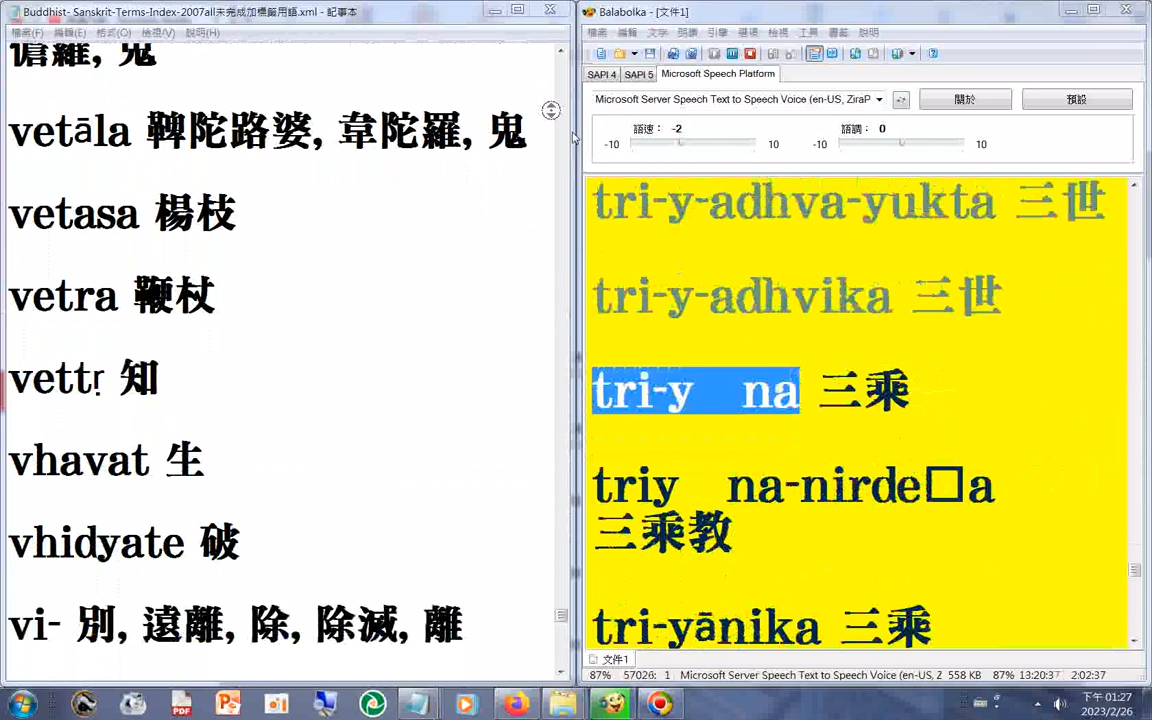 Buddhist- Sanskrit-Terms-Index-2007all未完成加標籤用語.xml - 記事本
檔案(F) 編輯(E) 格式(O) 檢視(V) 說明(H)
儋羅, 鬼
vetāla 鞞陀路婆, 韋陀羅, 鬼
vetasa 楊枝
vetra 鞭杖
vettṛ 知
vhavat 生
vhidyate 破
vi- 別, 遠離, 除, 除滅, 離
Balabolka - [文件1]
檔案 編輯 文字 朗讀 引擎 選項 檢視 工具 書籤 說明
SAPI 4 SAPI 5 Microsoft Speech Platform
Microsoft Server Speech Text to Speech Voice (en-US, ZiraP
關於 預設
語速： -2 語調： 0
-10 10 -10 10
tri-y-adhva-yukta 三世
tri-y-adhvika 三世
tri-y na 三乘
triy na-nirde□a
三乘教
tri-yānika 三乘
文件1
87% 57026: 1 Microsoft Server Speech Text to Speech Voice (en-US, Z 558 KB 87% 13:20:37 2:02:37
下午 01:27
2023/2/26